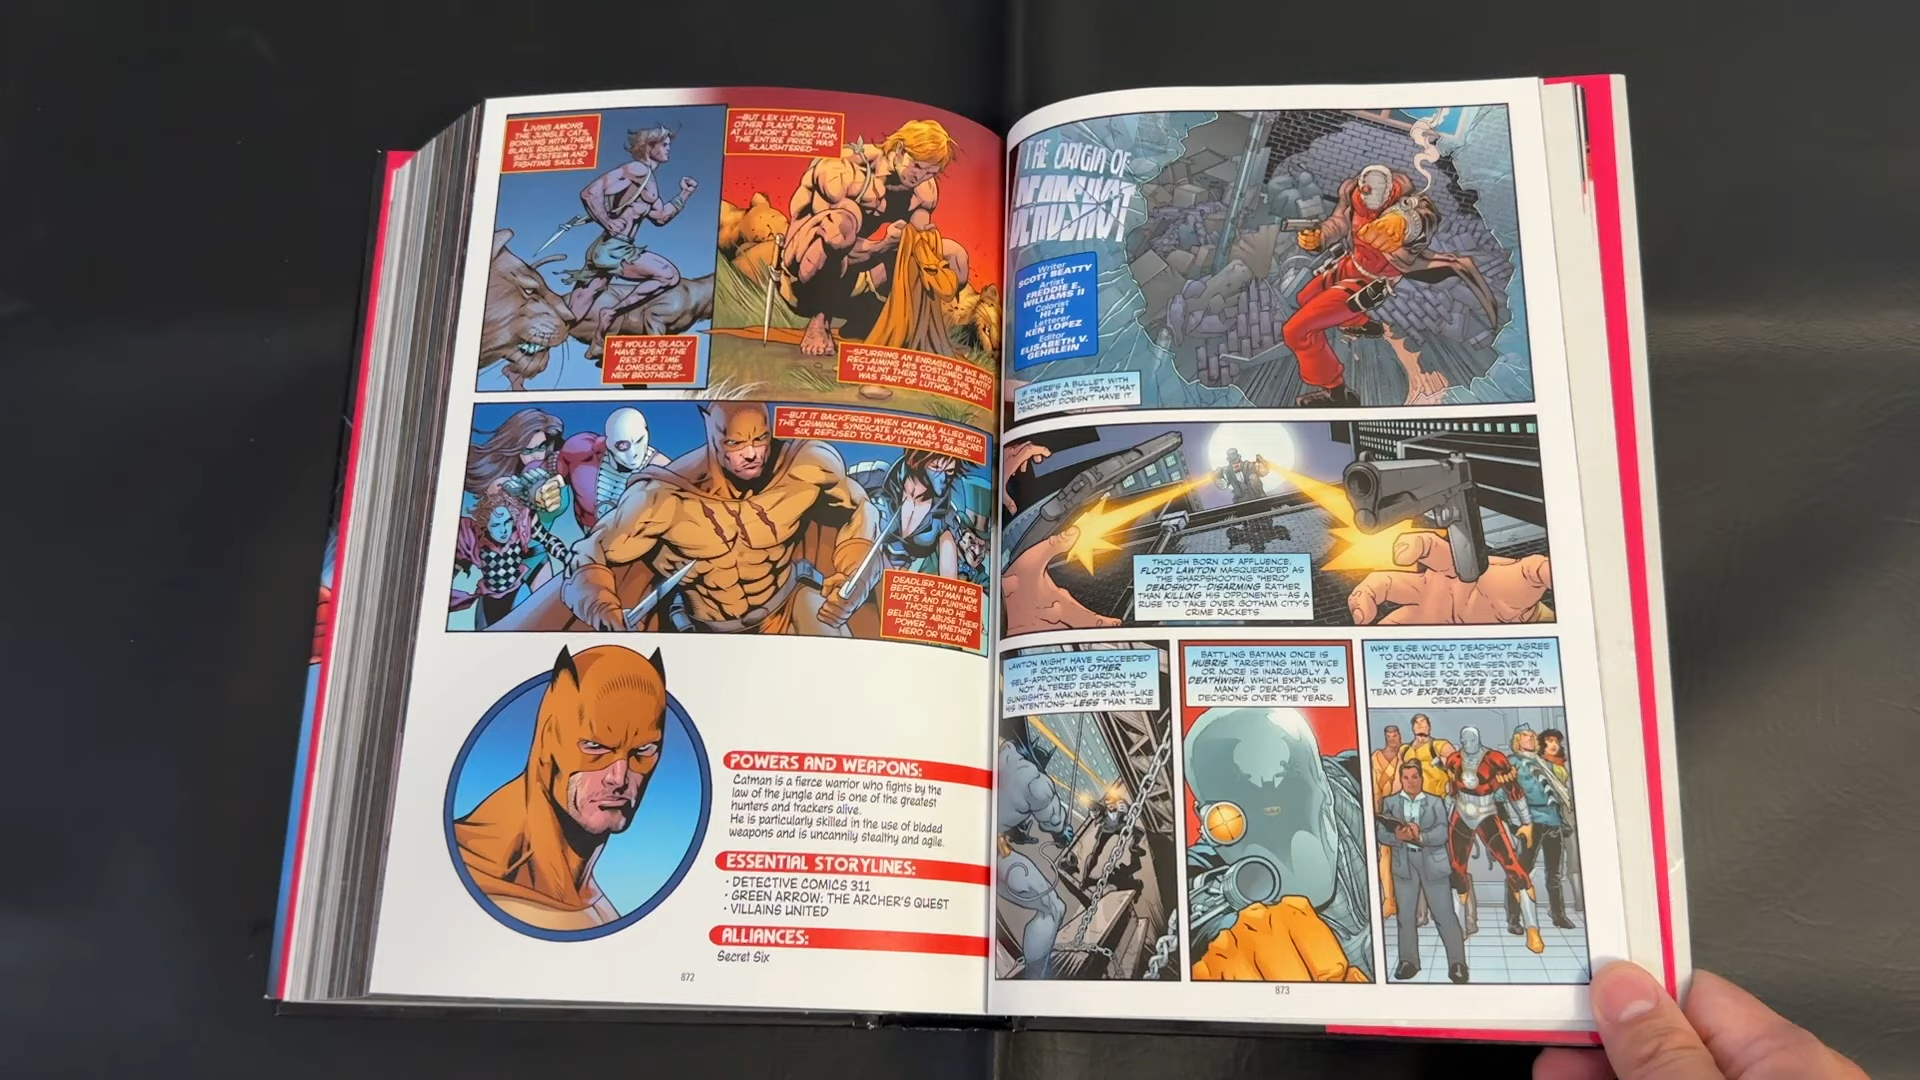 LIVING AMONG
THE JUNGLE CATS,
BONDING WITH THEM,
BLAKE REGAINED HIS
SELF-ESTEEM AND
FIGHTING SKILLS.
HE WOULD GLADLY
HAVE SPENT THE
REST OF TIME
ALONGSIDE HIS
NEW BROTHERS--
--BUT LEX LUTHOR HAD
OTHER PLANS FOR HIM.
AT LUTHOR'S DIRECTION,
THE ENTIRE PRIDE WAS
SLAUGHTERED--
--SPURRING AN ENRAGED BLAKE INTO
RECLAIMING HIS COSTUMED IDENTITY
TO HUNT THEIR KILLER. THIS, TOO,
WAS PART OF LUTHOR'S PLAN--
--BUT IT BACKFIRED WHEN CATMAN, ALLIED WITH
THE CRIMINAL SYNDICATE KNOWN AS THE SECRET
SIX, REFUSED TO PLAY LUTHOR'S GAMES.
DEADLIER THAN EVER
BEFORE, CATMAN NOW
HUNTS AND PUNISHES
THOSE WHO HE
BELIEVES ABUSE THEIR
POWER... WHETHER
HERO OR VILLAIN.
POWERS AND WEAPONS:
Catman is a fierce warrior who fights by the
law of the jungle and is one of the greatest
hunters and trackers alive.
He is particularly skilled in the use of bladed
weapons and is uncannily stealthy and agile.
ESSENTIAL STORYLINES:
• DETECTIVE COMICS 311
• GREEN ARROW: THE ARCHER'S QUEST
• VILLAINS UNITED
ALLIANCES:
Secret Six
872
THE ORIGIN OF
DEADSHOT
Writer
SCOTT BEATTY
Artist
FREDDIE E.
WILLIAMS II
Colorist
HI-FI
Letterer
KEN LOPEZ
Editor
ELISABETH V.
GEHRLEIN
IF THERE'S A BULLET WITH
YOUR NAME ON IT, PRAY THAT
DEADSHOT DOESN'T HAVE IT.
THOUGH BORN OF AFFLUENCE,
FLOYD LAWTON MASQUERADED AS
THE SHARPSHOOTING "HERO"
DEADSHOT--DISARMING RATHER
THAN KILLING HIS OPPONENTS--AS A
RUSE TO TAKE OVER GOTHAM CITY'S
CRIME RACKETS.
LAWTON MIGHT HAVE SUCCEEDED
IF GOTHAM'S OTHER
SELF-APPOINTED GUARDIAN HAD
NOT ALTERED DEADSHOT'S
GUNSIGHTS, MAKING HIS AIM--LIKE
HIS INTENTIONS--LESS THAN TRUE.
BATTLING BATMAN ONCE IS
HUBRIS. TARGETING HIM TWICE
OR MORE IS INARGUABLY A
DEATHWISH, WHICH EXPLAINS SO
MANY OF DEADSHOT'S
DECISIONS OVER THE YEARS.
WHY ELSE WOULD DEADSHOT AGREE
TO COMMUTE A LENGTHY PRISON
SENTENCE TO TIME-SERVED IN
EXCHANGE FOR SERVICE IN THE
SO-CALLED "SUICIDE SQUAD," A
TEAM OF EXPENDABLE GOVERNMENT
OPERATIVES?
873